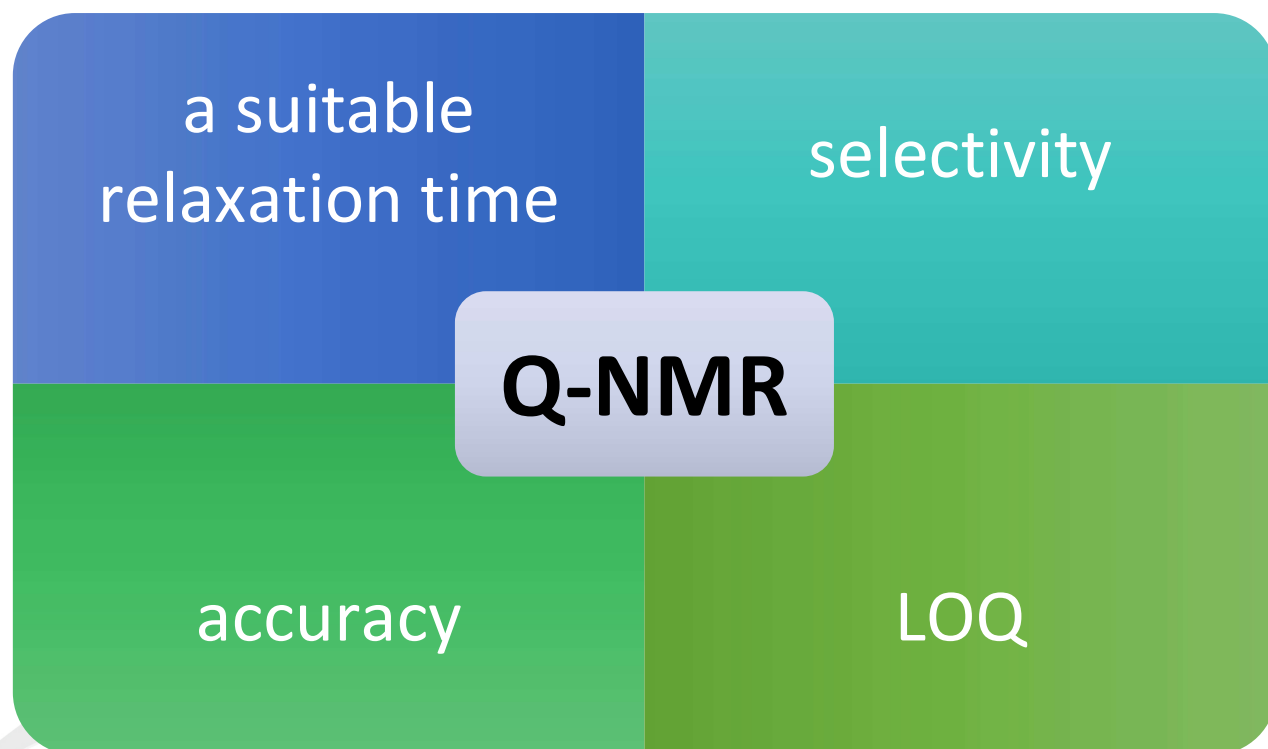 a suitable
relaxation time
selectivity
Q-NMR
accuracy
LOQ